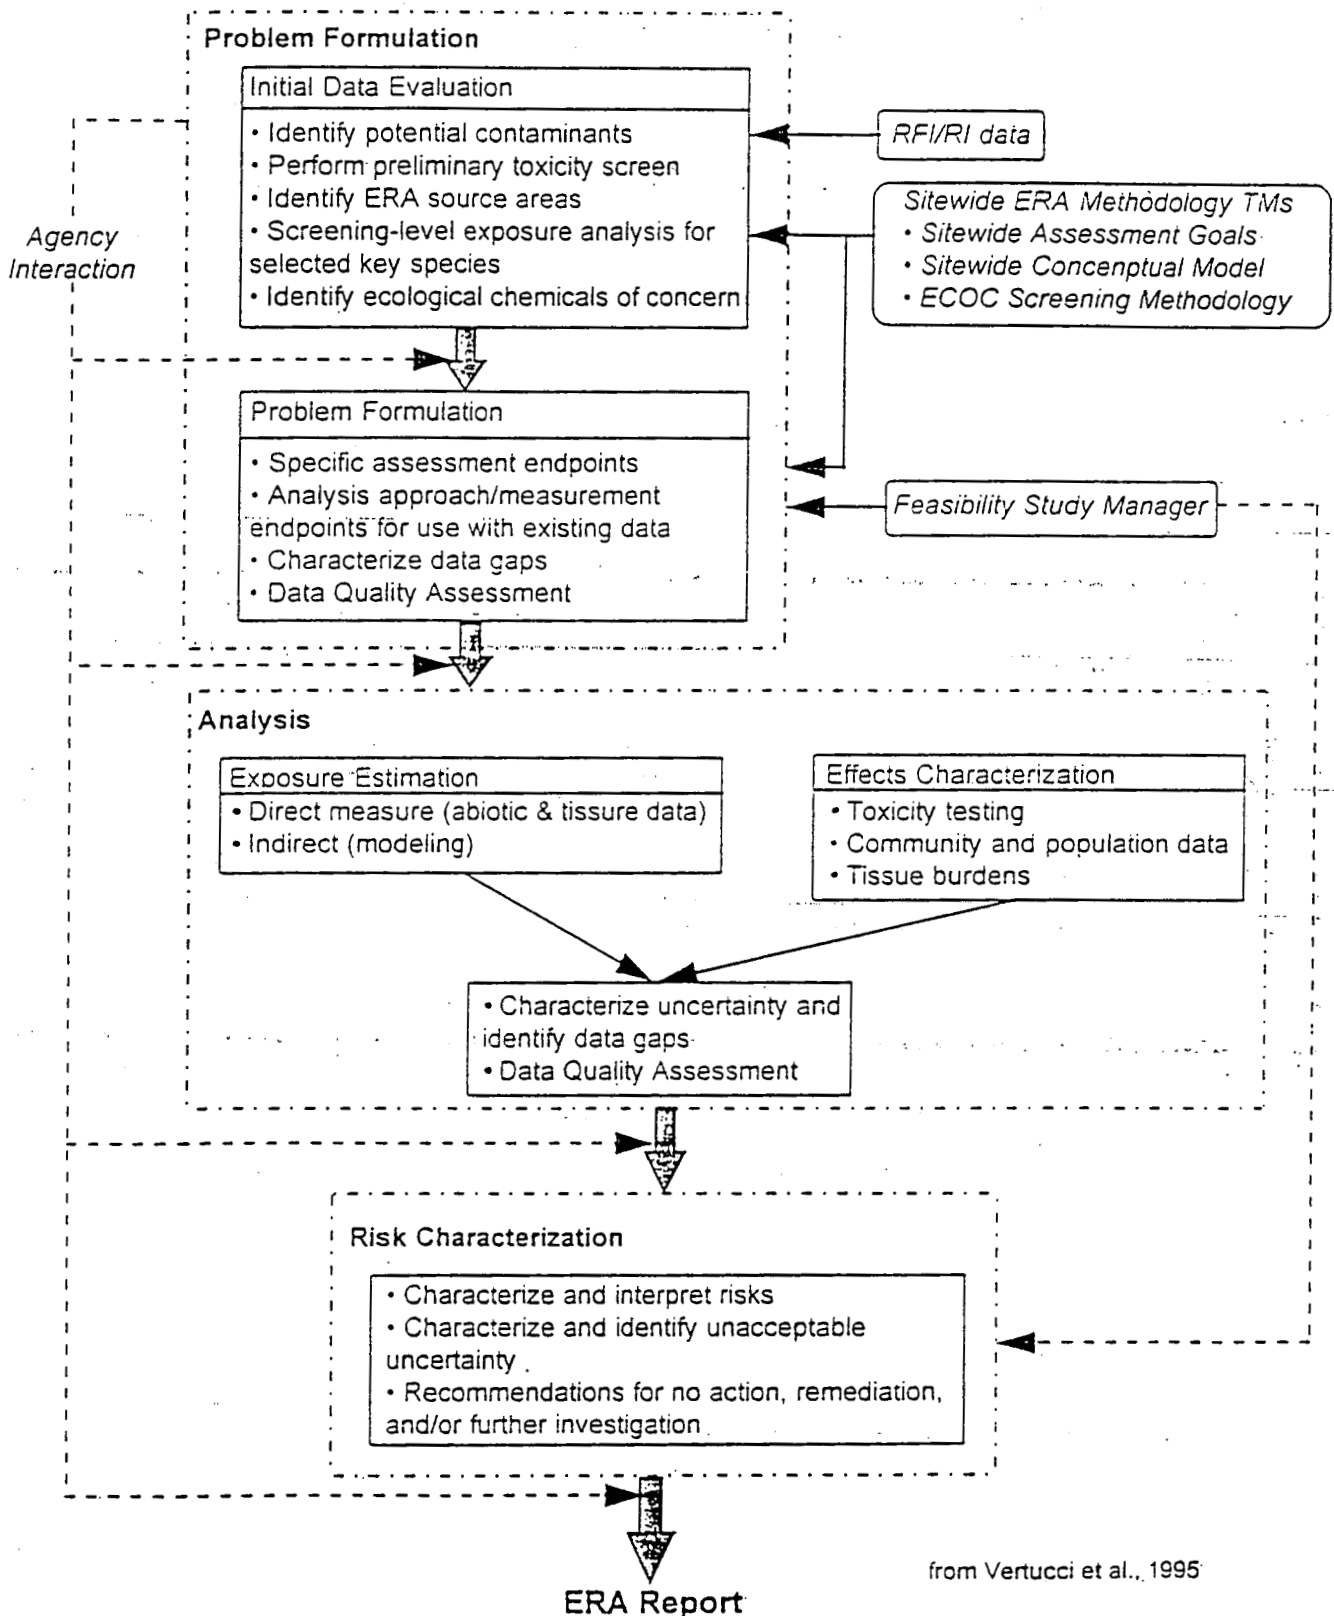 Problem Formulation
Initial Data Evaluation
• Identify potential contaminants
• Perform preliminary toxicity screen
• Identify ERA source areas
• Screening-level exposure analysis for
selected key species
• Identify ecological chemicals of concern
RFI/RI data
Sitewide ERA Methodology TMs
• Sitewide Assessment Goals
• Sitewide Concenptual Model
• ECOC Screening Methodology
Agency
Interaction
Problem Formulation
• Specific assessment endpoints
• Analysis approach/measurement
endpoints for use with existing data
• Characterize data gaps
• Data Quality Assessment
Feasibility Study Manager
Analysis
Exposure Estimation
• Direct measure (abiotic & tissure data)
• Indirect (modeling)
Effects Characterization
• Toxicity testing
• Community and population data
• Tissue burdens
• Characterize uncertainty and
identify data gaps
• Data Quality Assessment
Risk Characterization
• Characterize and interpret risks
• Characterize and identify unacceptable
uncertainty
• Recommendations for no action, remediation,
and/or further investigation
from Vertucci et al., 1995
ERA Report